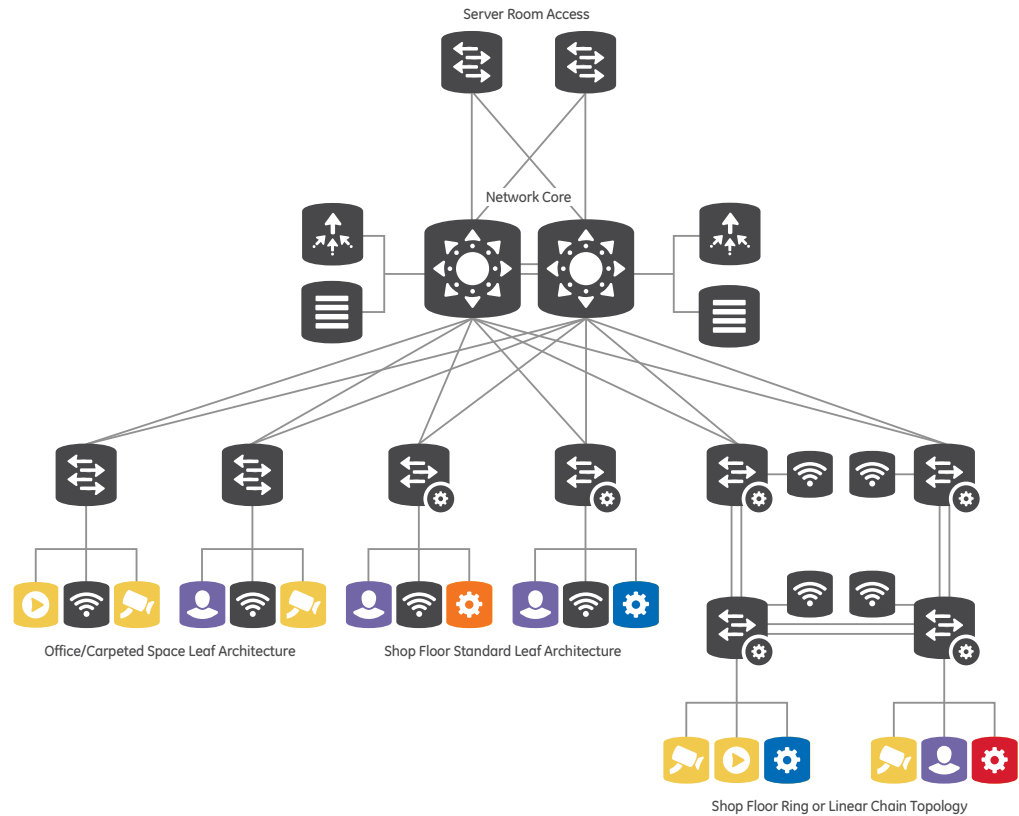 Server Room Access
Network Core
Office/Carpeted Space Leaf Architecture
Shop Floor Standard Leaf Architecture
Shop Floor Ring or Linear Chain Topology